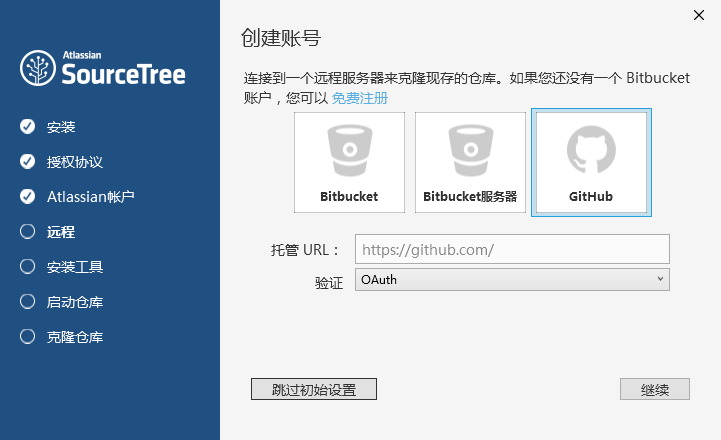 Atlassian
SourceTree
安装
授权协议
Atlassian帐户
远程
安装工具
启动仓库
克隆仓库
创建账号
连接到一个远程服务器来克隆现存的仓库。如果您还没有一个 Bitbucket
账户，您可以 免费注册
Bitbucket
Bitbucket服务器
GitHub
托管 URL：
https://github.com/
验证
OAuth
跳过初始设置
继续